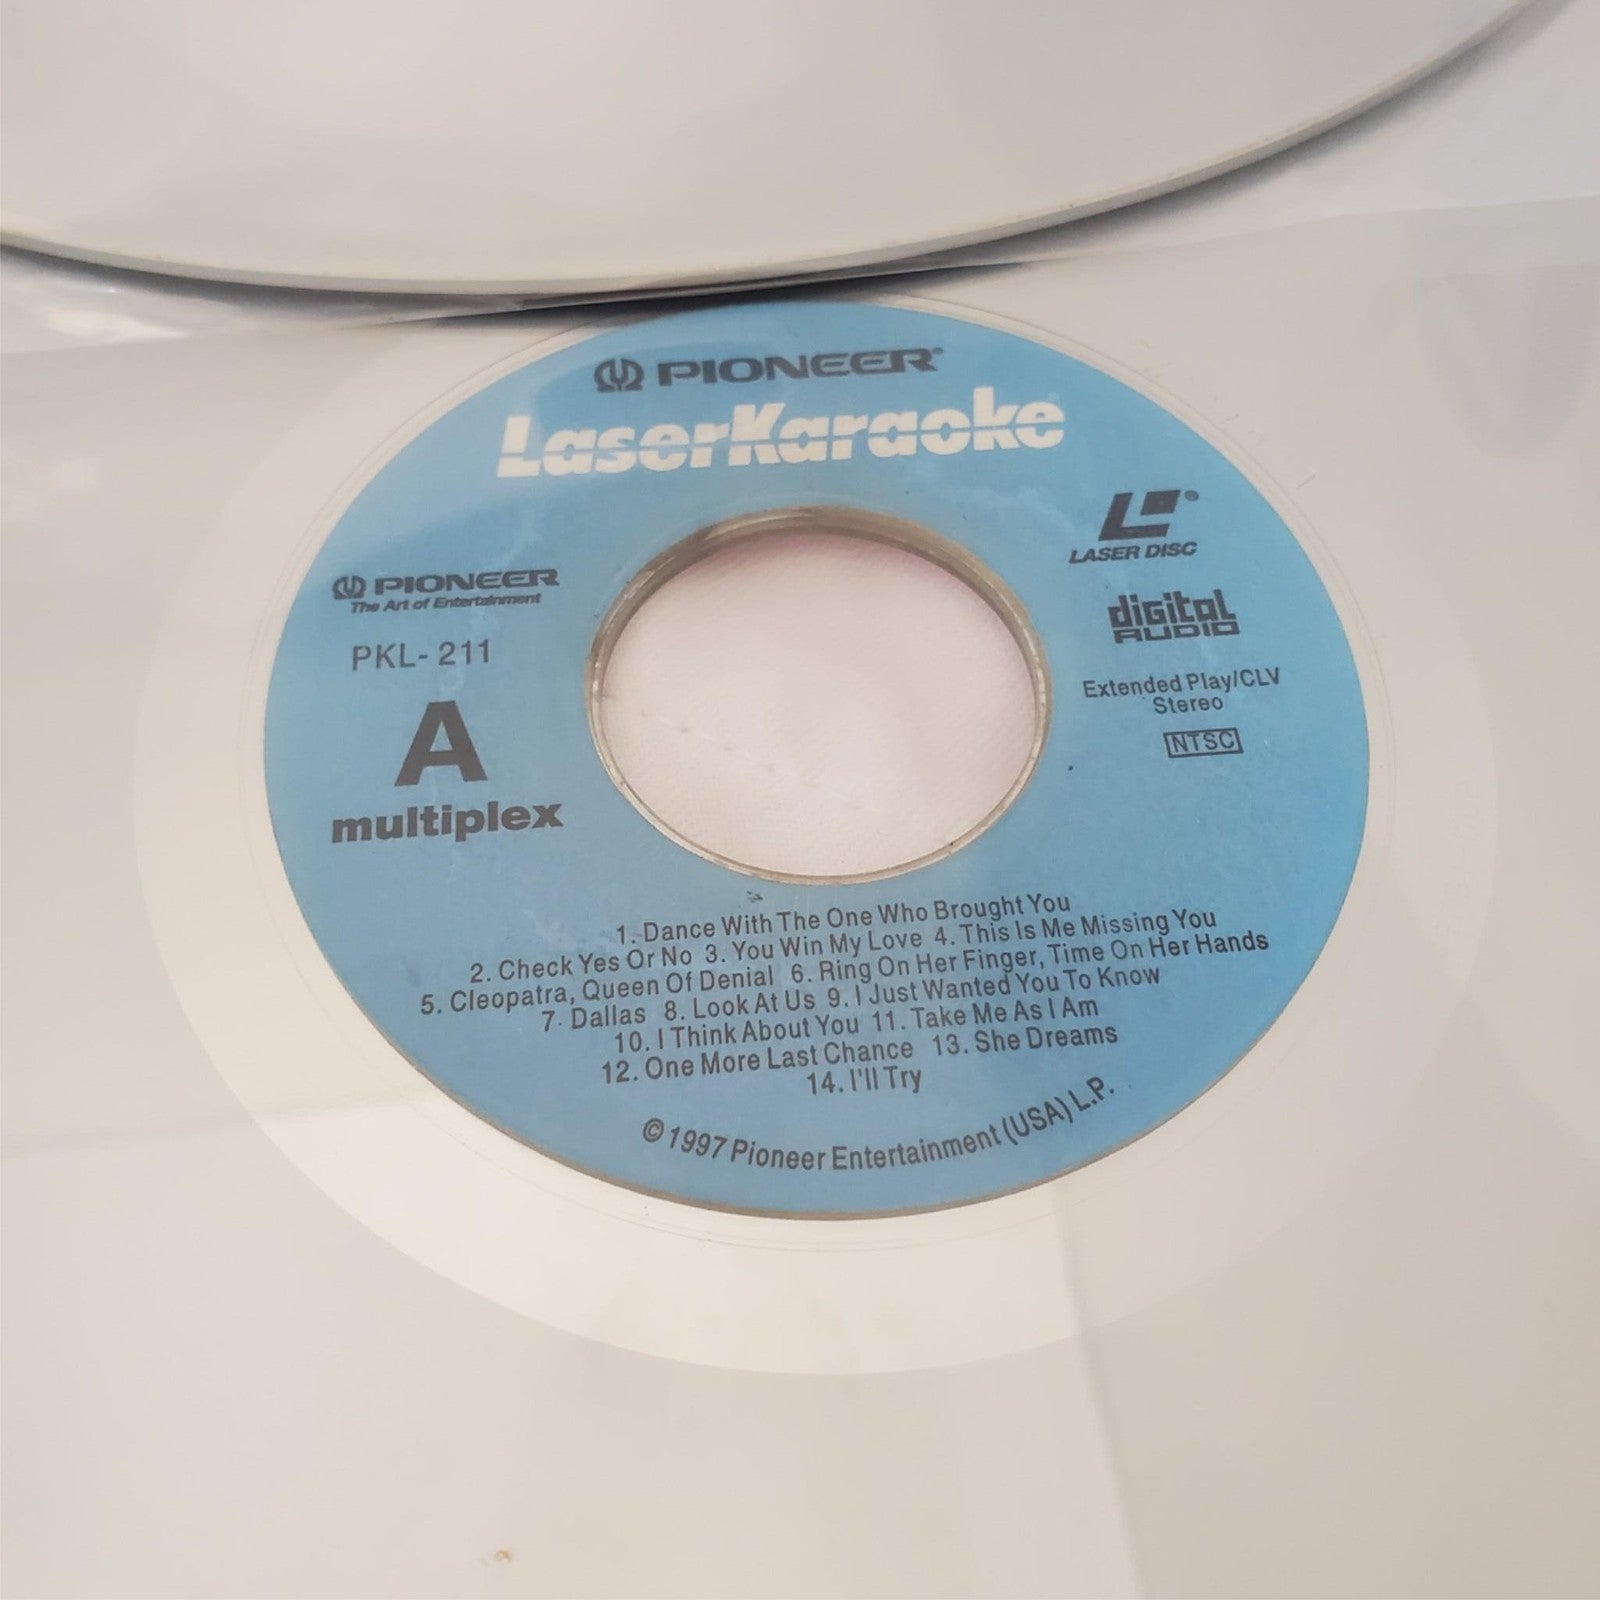 PIONEER®
LaserKaraoke
LASER DISC
PIONEER
The Art of Entertainment
digital
AUDIO
PKL- 211
Extended Play/CLV
Stereo
A
NTSC
multiplex
1. Dance With The One Who Brought You
2. Check Yes Or No 3. You Win My Love 4. This Is Me Missing You
5. Cleopatra, Queen Of Denial 6. Ring On Her Finger, Time On Her Hands
7. Dallas 8. Look At Us 9. I Just Wanted You To Know
10. I Think About You 11. Take Me As I Am
12. One More Last Chance 13. She Dreams
14. I'll Try
© 1997 Pioneer Entertainment (USA) L.P.